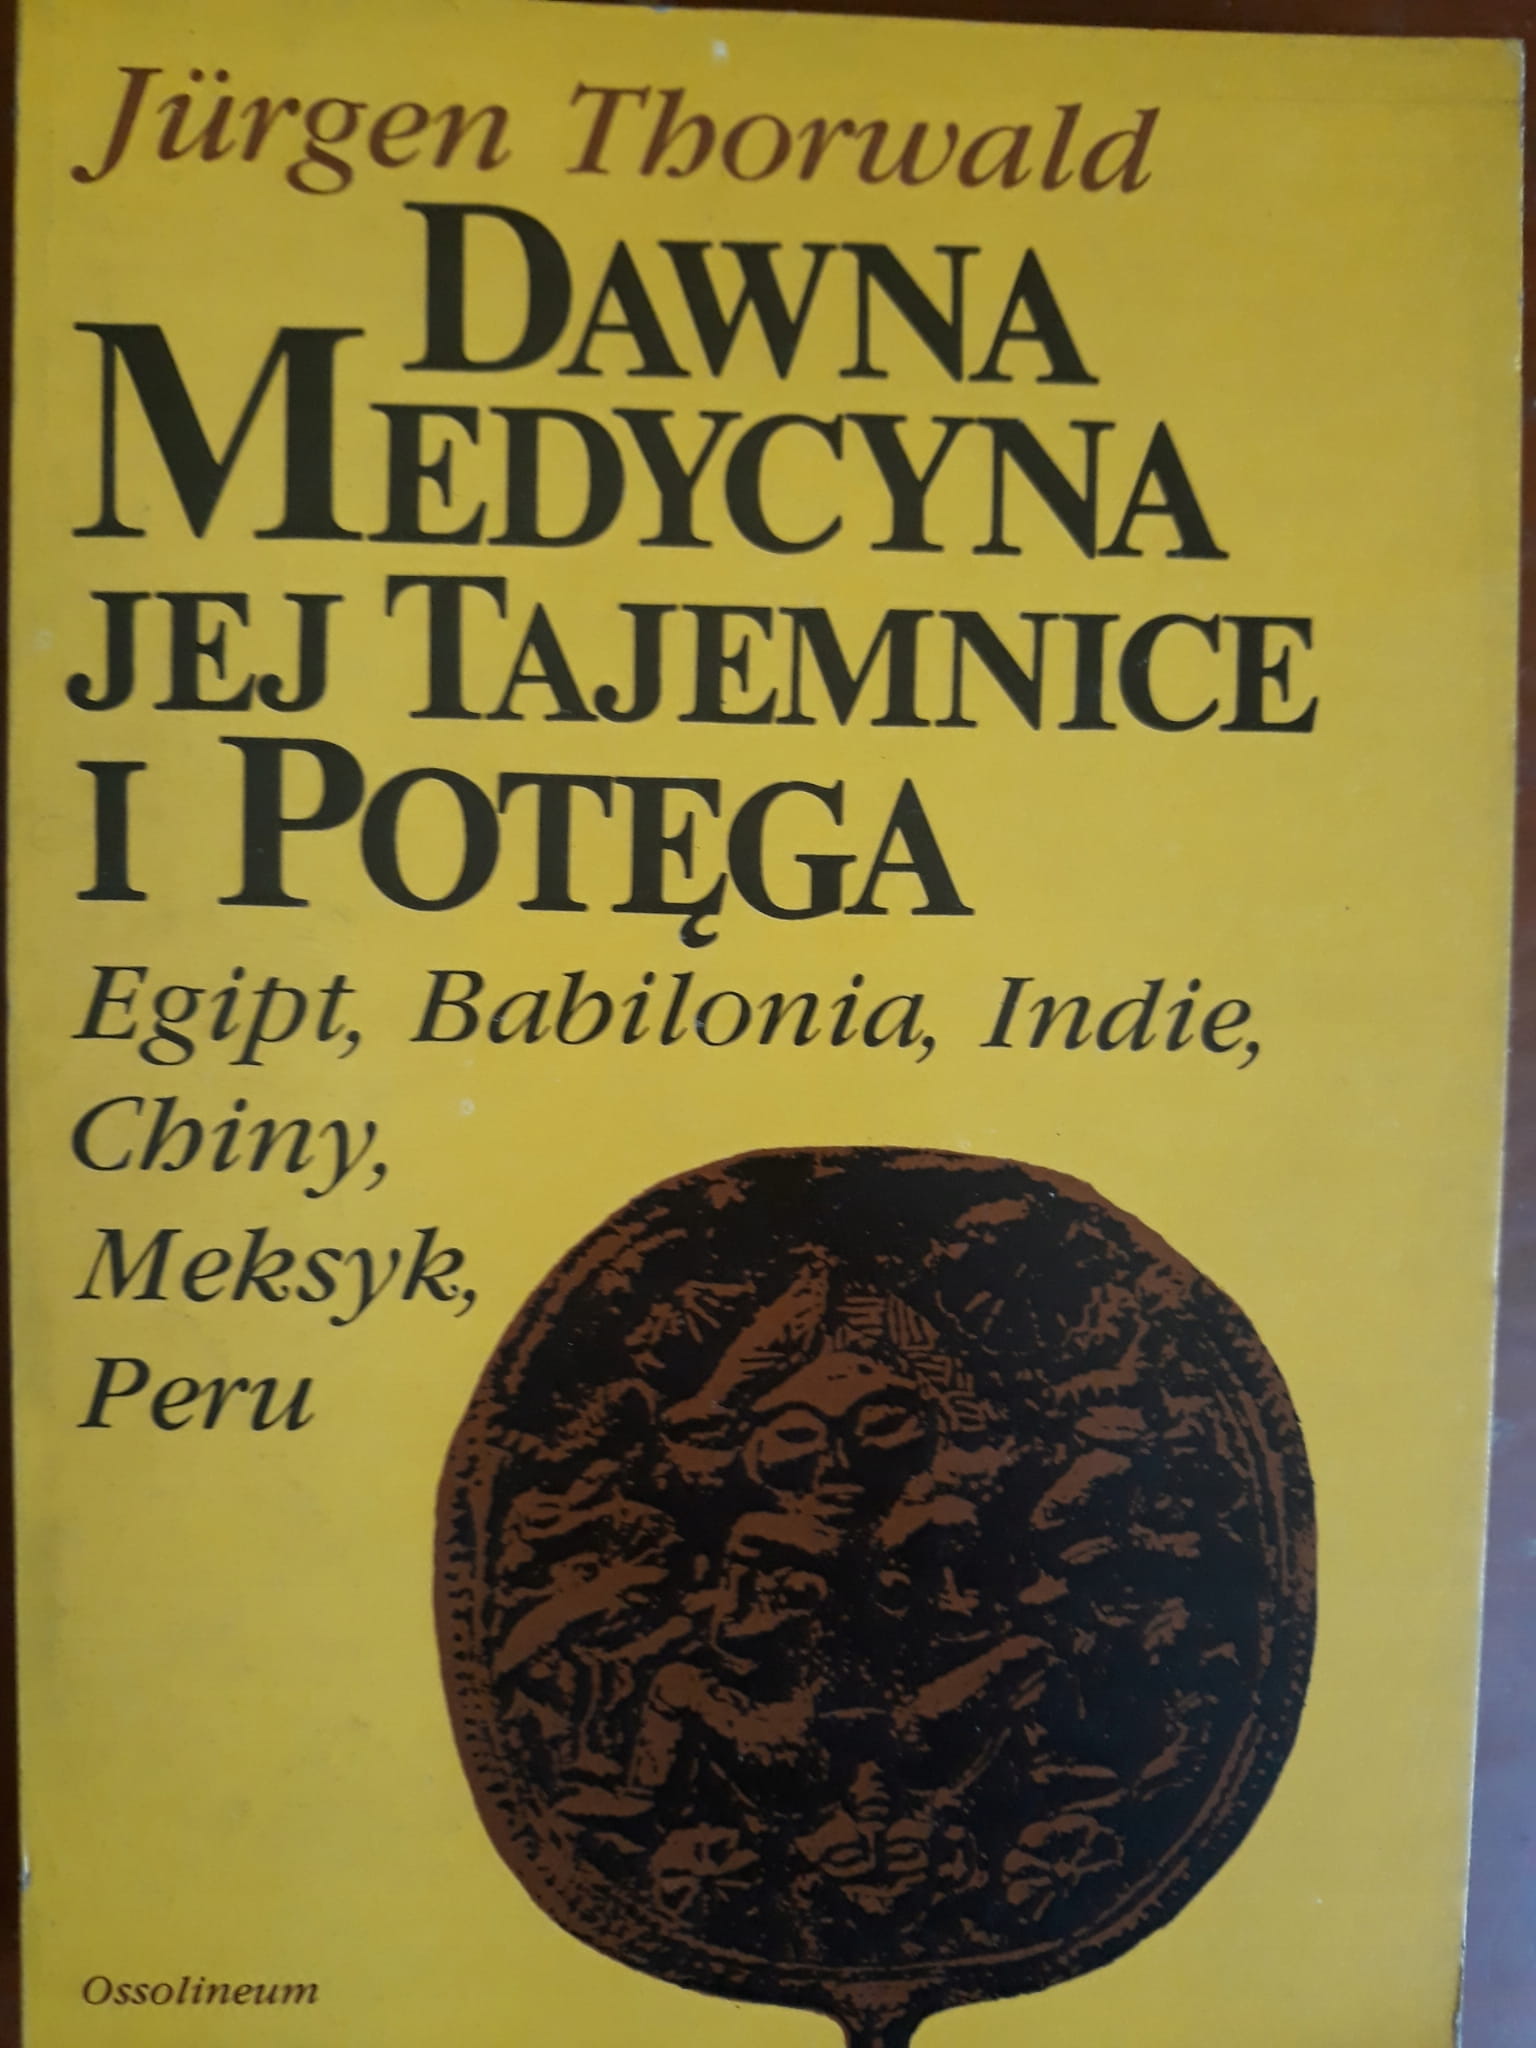 Jürgen Thorwald
DAWNA
MEDYCYNA
JEJ TAJEMNICE
I POTĘGA
Egipt, Babilonia, Indie,
Chiny,
Meksyk,
Peru
Ossolineum